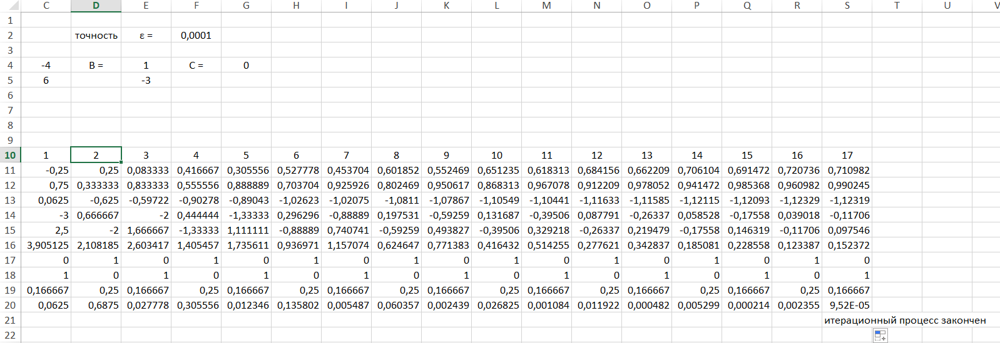 C D E F G H I J K L M N O P Q R S T U V
1
2 точность ε = 0,0001
3
4 -4 B = 1 C = 0
5 6 -3
6
7
8
9
10 1 2 3 4 5 6 7 8 9 10 11 12 13 14 15 16 17
11 -0,25 0,25 0,083333 0,416667 0,305556 0,527778 0,453704 0,601852 0,552469 0,651235 0,618313 0,684156 0,662209 0,706104 0,691472 0,720736 0,710982
12 0,75 0,333333 0,833333 0,555556 0,888889 0,703704 0,925926 0,802469 0,950617 0,868313 0,967078 0,912209 0,978052 0,941472 0,985368 0,960982 0,990245
13 0,0625 -0,625 -0,59722 -0,90278 -0,89043 -1,02623 -1,02075 -1,0811 -1,07867 -1,10549 -1,10441 -1,11633 -1,11585 -1,12115 -1,12093 -1,12329 -1,12319
14 -3 0,666667 -2 0,444444 -1,33333 0,296296 -0,88889 0,197531 -0,59259 0,131687 -0,39506 0,087791 -0,26337 0,058528 -0,17558 0,039018 -0,11706
15 2,5 -2 1,666667 -1,33333 1,111111 -0,88889 0,740741 -0,59259 0,493827 -0,39506 0,329218 -0,26337 0,219479 -0,17558 0,146319 -0,11706 0,097546
16 3,905125 2,108185 2,603417 1,405457 1,735611 0,936971 1,157074 0,624647 0,771383 0,416432 0,514255 0,277621 0,342837 0,185081 0,228558 0,123387 0,152372
17 0 1 0 1 0 1 0 1 0 1 0 1 0 1 0 1 0
18 1 0 1 0 1 0 1 0 1 0 1 0 1 0 1 0 1
19 0,166667 0,25 0,166667 0,25 0,166667 0,25 0,166667 0,25 0,166667 0,25 0,166667 0,25 0,166667 0,25 0,166667 0,25 0,166667
20 0,0625 0,6875 0,027778 0,305556 0,012346 0,135802 0,005487 0,060357 0,002439 0,026825 0,001084 0,011922 0,000482 0,005299 0,000214 0,002355 9,52E-05
21 итерационный процесс закончен
22